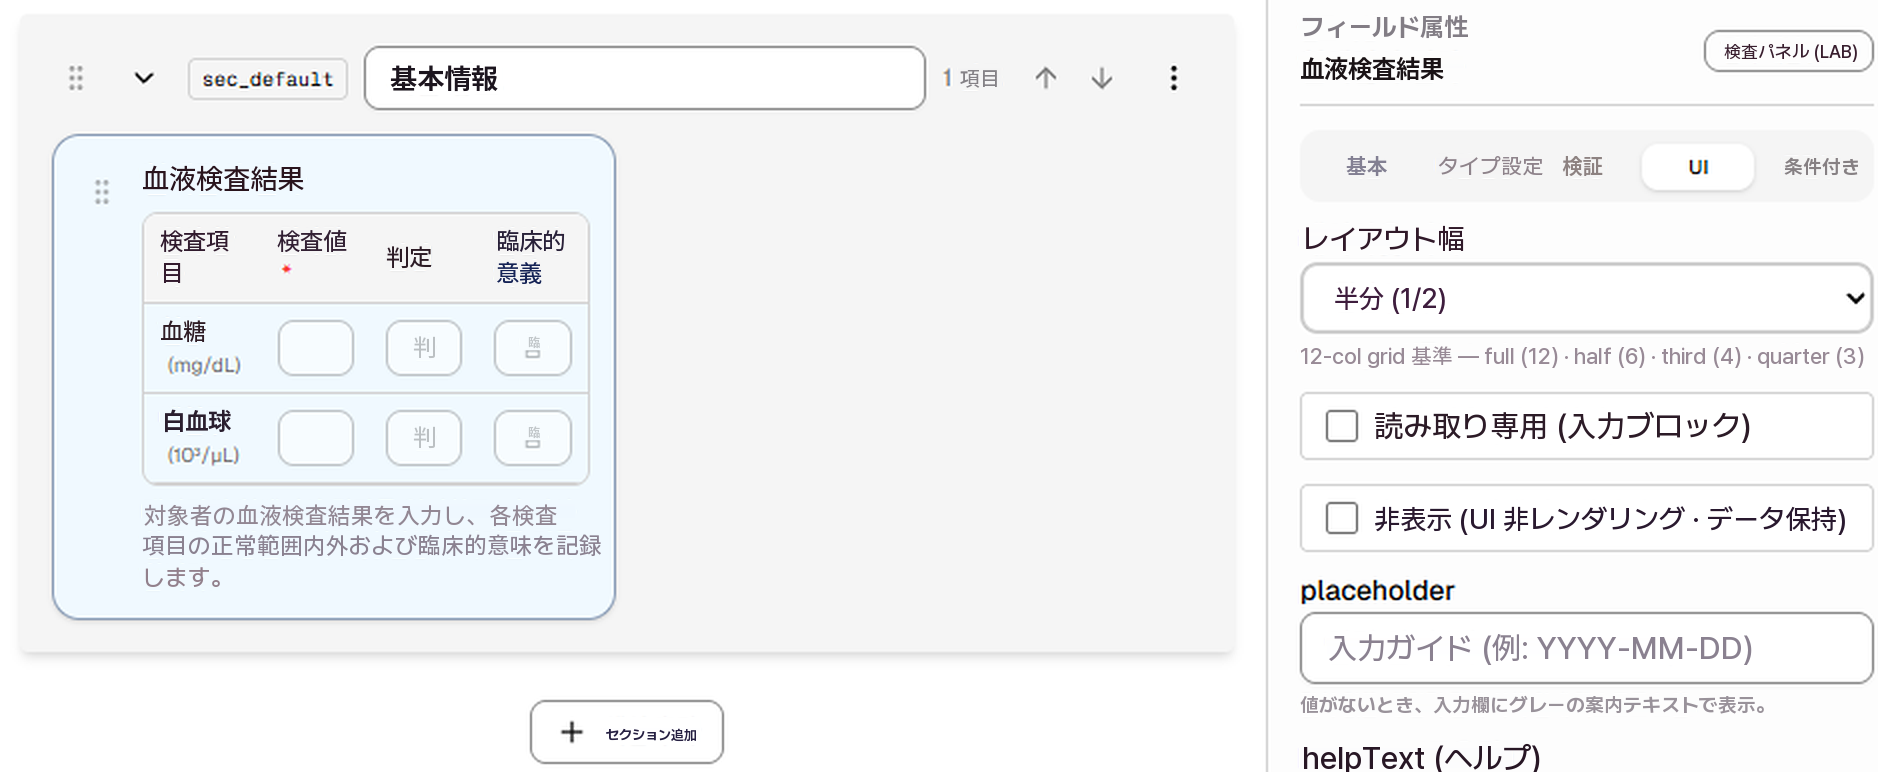 sec_default
基本情報
1 項目
血液検査結果
検査項
目
検査値
*
判定
臨床的
意義
血糖
(mg/dL)
判
臨
白血球
(10³/µL)
判
臨
対象者の血液検査結果を入力し、各検査
項目の正常範囲内外および臨床的意味を記録
します。
+ セクション追加
フィールド属性
血液検査結果
検査パネル (LAB)
基本
タイプ設定
検証
UI
条件付き
レイアウト幅
半分 (1/2)
12-col grid 基準 — full (12) · half (6) · third (4) · quarter (3)
読み取り専用 (入力ブロック)
非表示 (UI 非レンダリング · データ保持)
placeholder
入力ガイド (例: YYYY-MM-DD)
値がないとき、入力欄にグレーの案内テキストで表示。
helpText (ヘルプ)